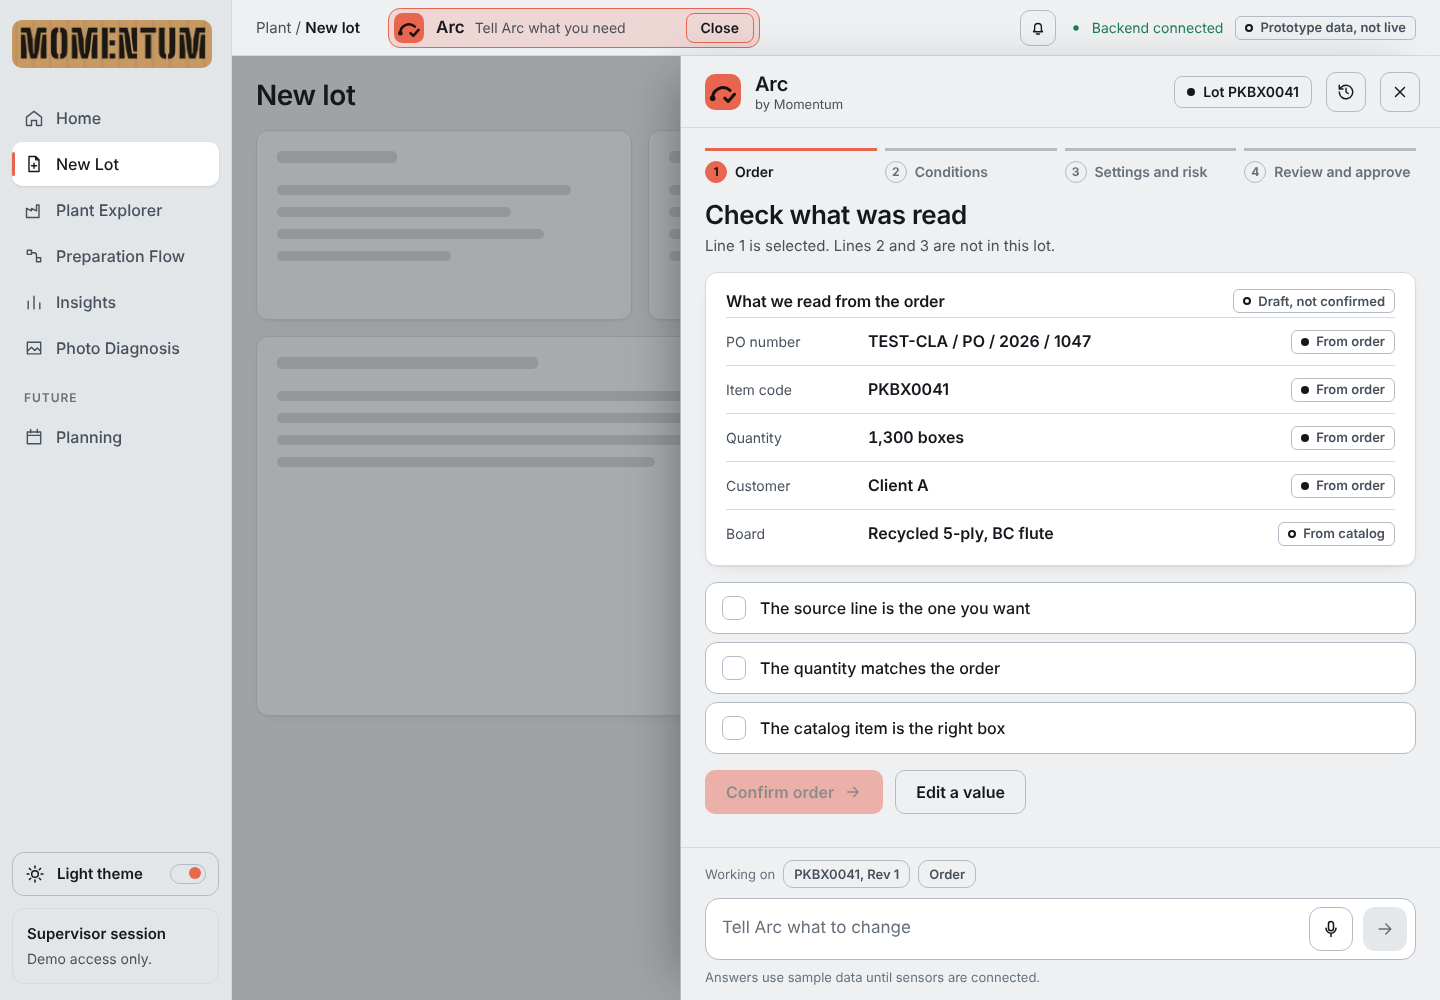 MOMENTUM
Home
New Lot
Plant Explorer
Preparation Flow
Insights
Photo Diagnosis
FUTURE
Planning
Light theme
Supervisor session
Demo access only.
Plant / New lot
Arc Tell Arc what you need Close
Backend connected
Prototype data, not live
New lot
Arc
by Momentum
Lot PKBX0041
1 Order
2 Conditions
3 Settings and risk
4 Review and approve
Check what was read
Line 1 is selected. Lines 2 and 3 are not in this lot.
What we read from the order Draft, not confirmed
PO number TEST-CLA / PO / 2026 / 1047 From order
Item code PKBX0041 From order
Quantity 1,300 boxes From order
Customer Client A From order
Board Recycled 5-ply, BC flute From catalog
The source line is the one you want
The quantity matches the order
The catalog item is the right box
Confirm order Edit a value
Working on PKBX0041, Rev 1 Order
Tell Arc what to change
Answers use sample data until sensors are connected.